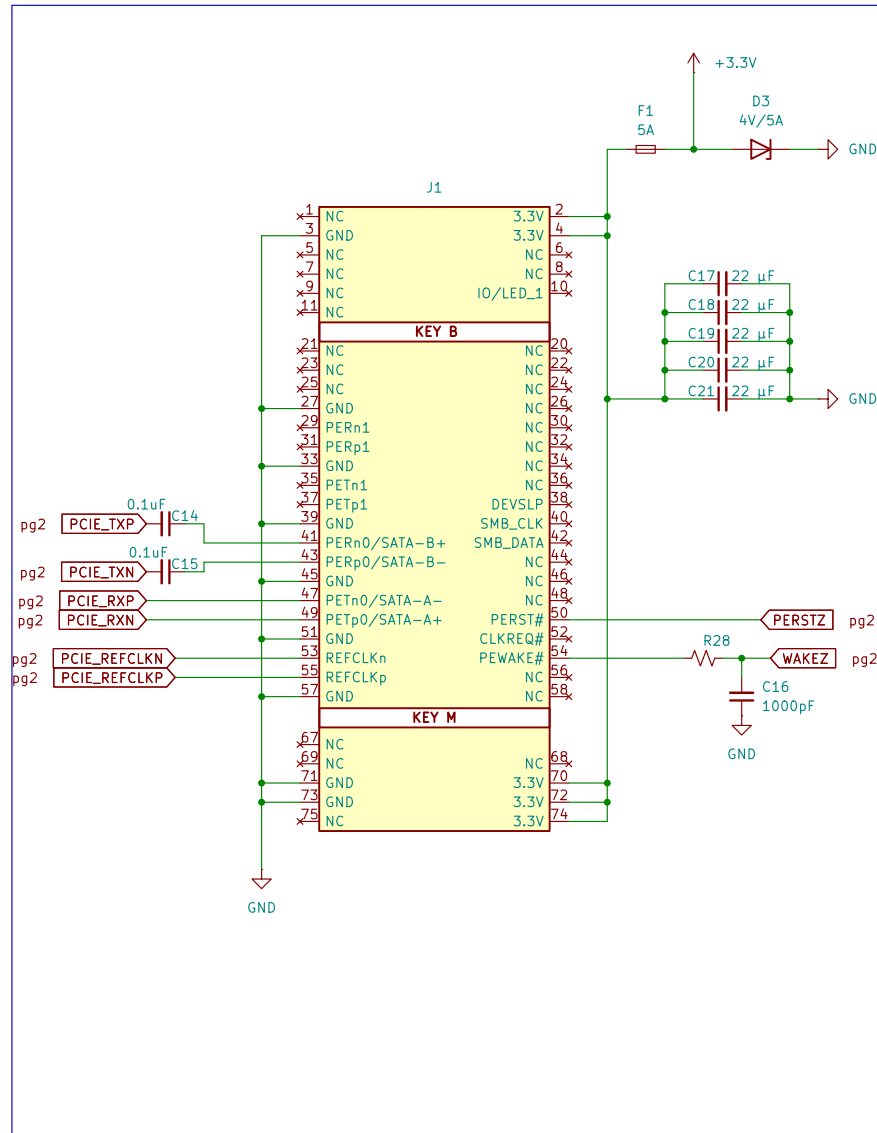 +3.3V
F1
5A
D3
4V/5A
GND
J1
1 NC 3.3V 2
3 GND 3.3V 4
5 NC NC 6
7 NC NC 8
9 NC IO/LED_1 10
11 NC
KEY B
21 NC NC 20
23 NC NC 22
25 NC NC 24
27 GND NC 26
29 PERn1 NC 30
31 PERp1 NC 32
33 GND NC 34
35 PETn1 NC 36
37 PETp1 DEVSLP 38
39 GND SMB_CLK 40
41 PERn0/SATA-B+ SMB_DATA 42
43 PERp0/SATA-B- NC 44
45 GND NC 46
47 PETn0/SATA-A- NC 48
49 PETp0/SATA-A+ PERST# 50
51 GND CLKREQ# 52
53 REFCLKn PEWAKE# 54
55 REFCLKp NC 56
57 GND NC 58
KEY M
67 NC
69 NC NC 68
71 GND 3.3V 70
73 GND 3.3V 72
75 NC 3.3V 74
C17 22 µF
C18 22 µF
C19 22 µF
C20 22 µF
C21 22 µF
GND
0.1uF
C14
pg2 PCIE_TXP
0.1uF
C15
pg2 PCIE_TXN
pg2 PCIE_RXP
pg2 PCIE_RXN
pg2 PCIE_REFCLKN
pg2 PCIE_REFCLKP
PERSTZ pg2
R28
WAKEZ pg2
C16
1000pF
GND
GND